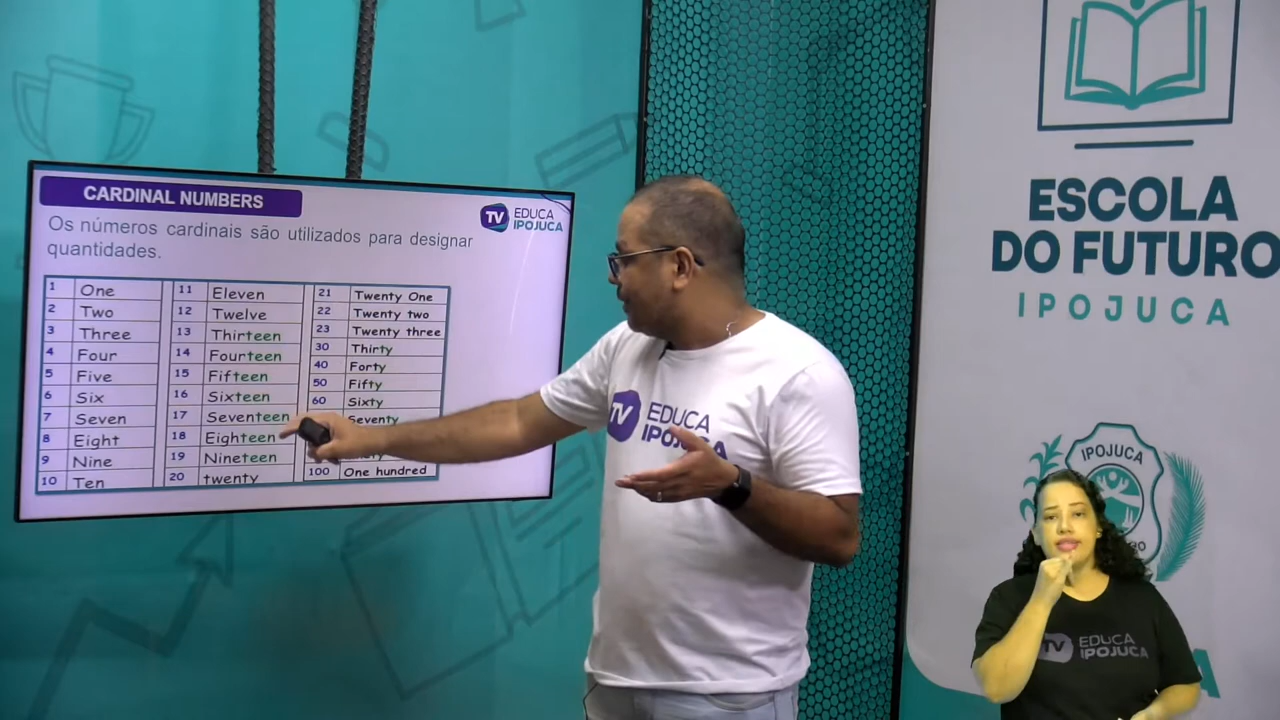 CARDINAL NUMBERS
TV EDUCA
IPOJUCA
Os números cardinais são utilizados para designar
quantidades.
1 One 11 Eleven 21 Twenty One
2 Two 12 Twelve 22 Twenty two
3 Three 13 Thirteen 23 Twenty three
4 Four 14 Fourteen 30 Thirty
5 Five 15 Fifteen 40 Forty
6 Six 16 Sixteen 50 Fifty
7 Seven 17 Seventeen 60 Sixty
8 Eight 18 Eighteen Seventy
9 Nine 19 Nineteen
10 Ten 20 twenty 100 One hundred
TV EDUCA
IPOJUCA
ESCOLA
DO FUTURO
IPOJUCA
IPOJUCA
TV EDUCA
IPOJUCA